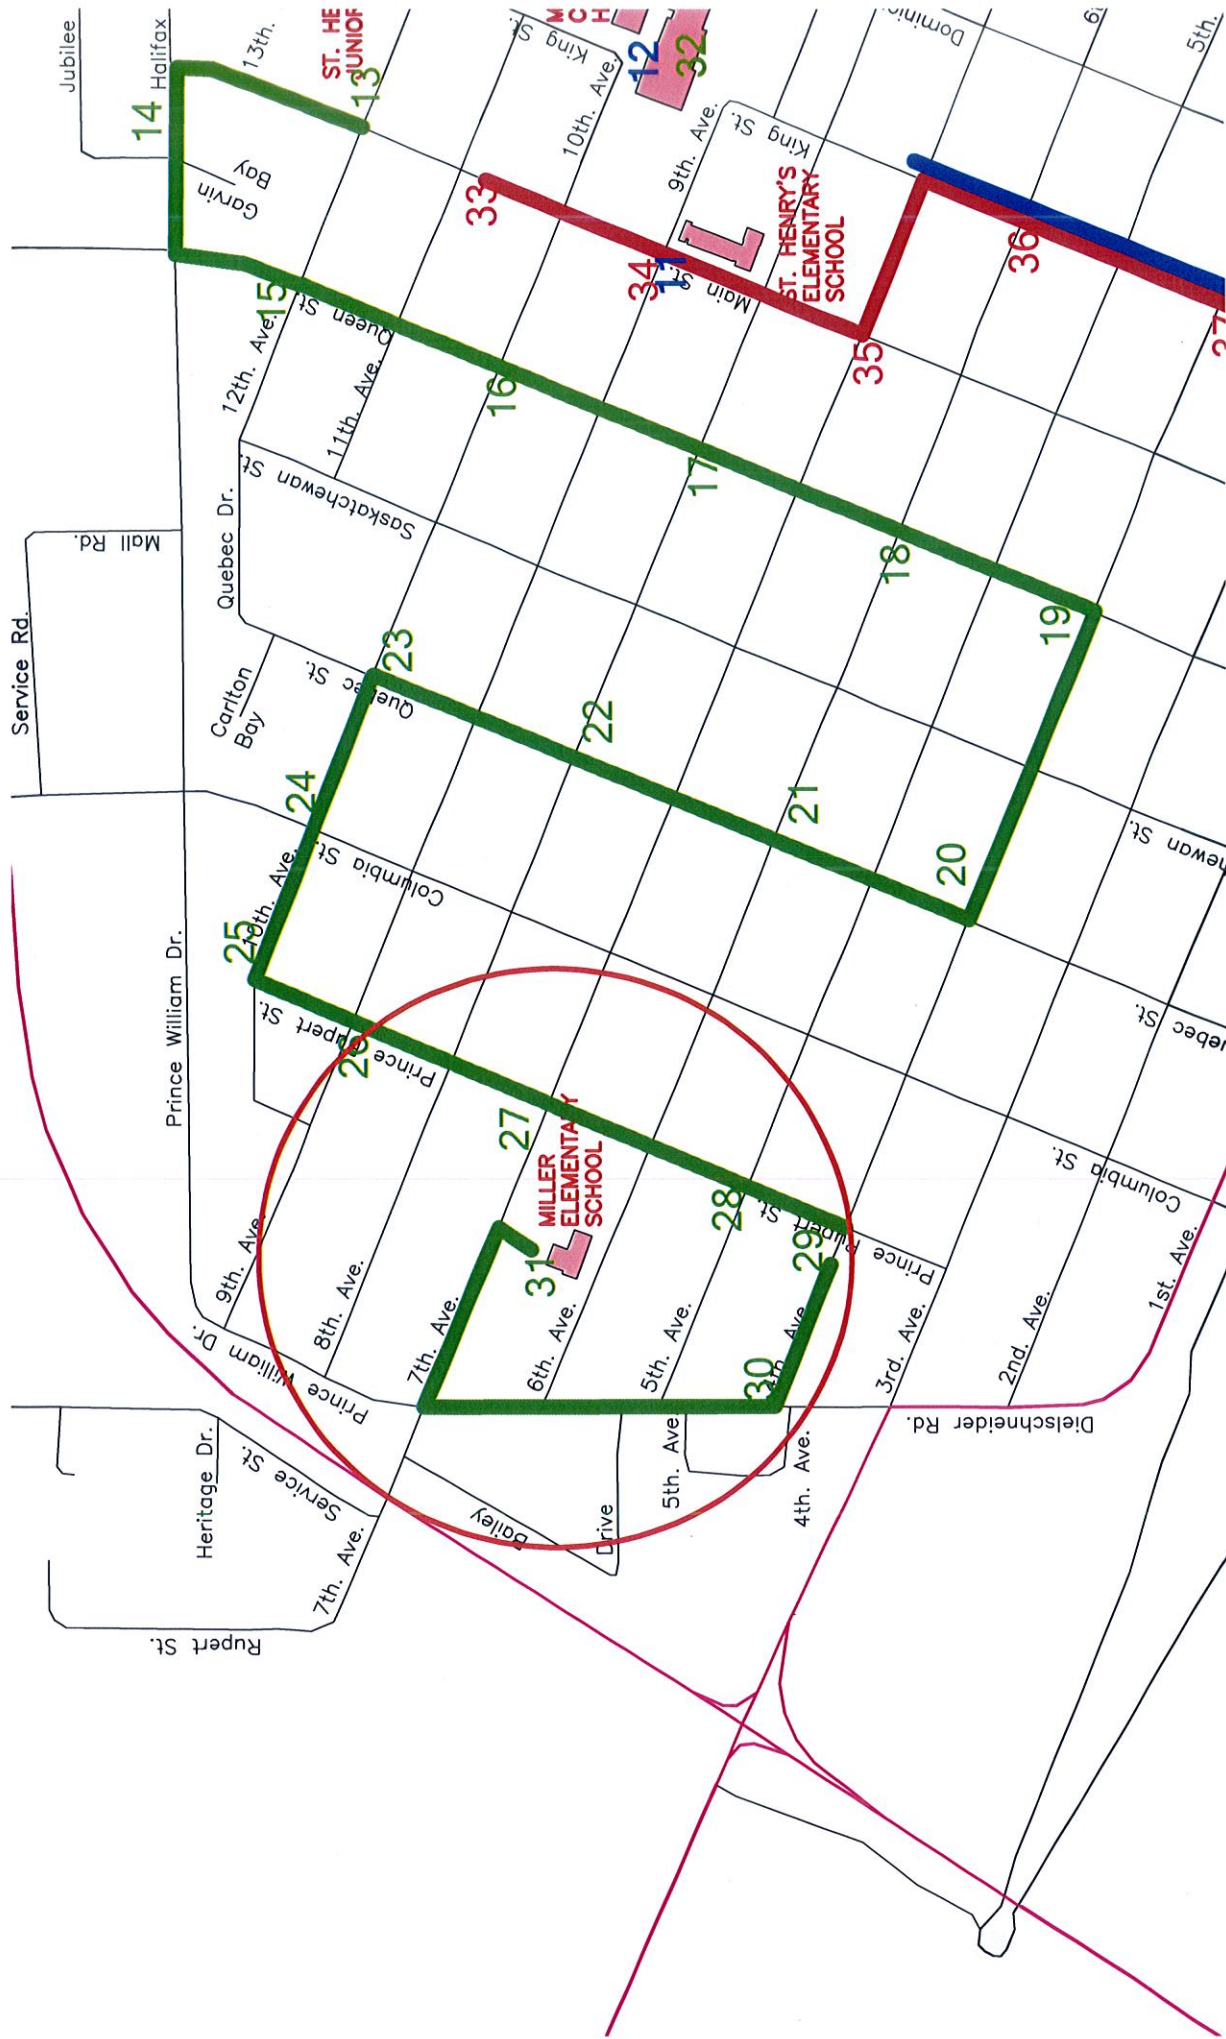 Jubilee
Halifax
13th.
ST. HE
JUNIOR
13
14
Garvin
Bay
King St.
10th. Ave.
12
32
Dominic
5th.
9th. Ave.
King St.
33
34
11
Main St.
ST. HENRY'S
ELEMENTARY
SCHOOL
35
36
37
15
Queen St.
12th. Ave.
11th. Ave.
16
17
18
19
Saskatchewan St.
Quebec Dr.
Mall Rd.
Service Rd.
Carlton
Bay
Quebec St.
23
22
21
20
24
10th. Ave.
25
Columbia St.
Prince William Dr.
Prince Rupert St.
26
27
MILLER
ELEMENTARY
SCHOOL
28
29
Prince Rupert St.
31
30
9th. Ave.
8th. Ave.
7th. Ave.
6th. Ave.
5th. Ave.
4th. Ave.
3rd. Ave.
2nd. Ave.
1st. Ave.
Columbia St.
uebec St.
hewan St.
Prince William Dr.
Dielschneider Rd.
Heritage Dr.
Service St.
7th. Ave.
Rupert St.
Bailey
Drive
5th. Ave
4th. Ave.